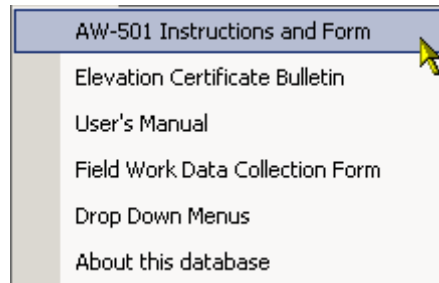 AW-501 Instructions and Form
Elevation Certificate Bulletin
User's Manual
Field Work Data Collection Form
Drop Down Menus
About this database